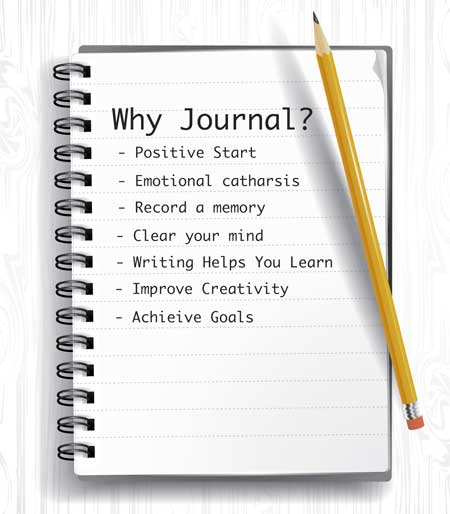 Why Journal?
- Positive Start
- Emotional catharsis
- Record a memory
- Clear your mind
- Writing Helps You Learn
- Improve Creativity
- Achieive Goals